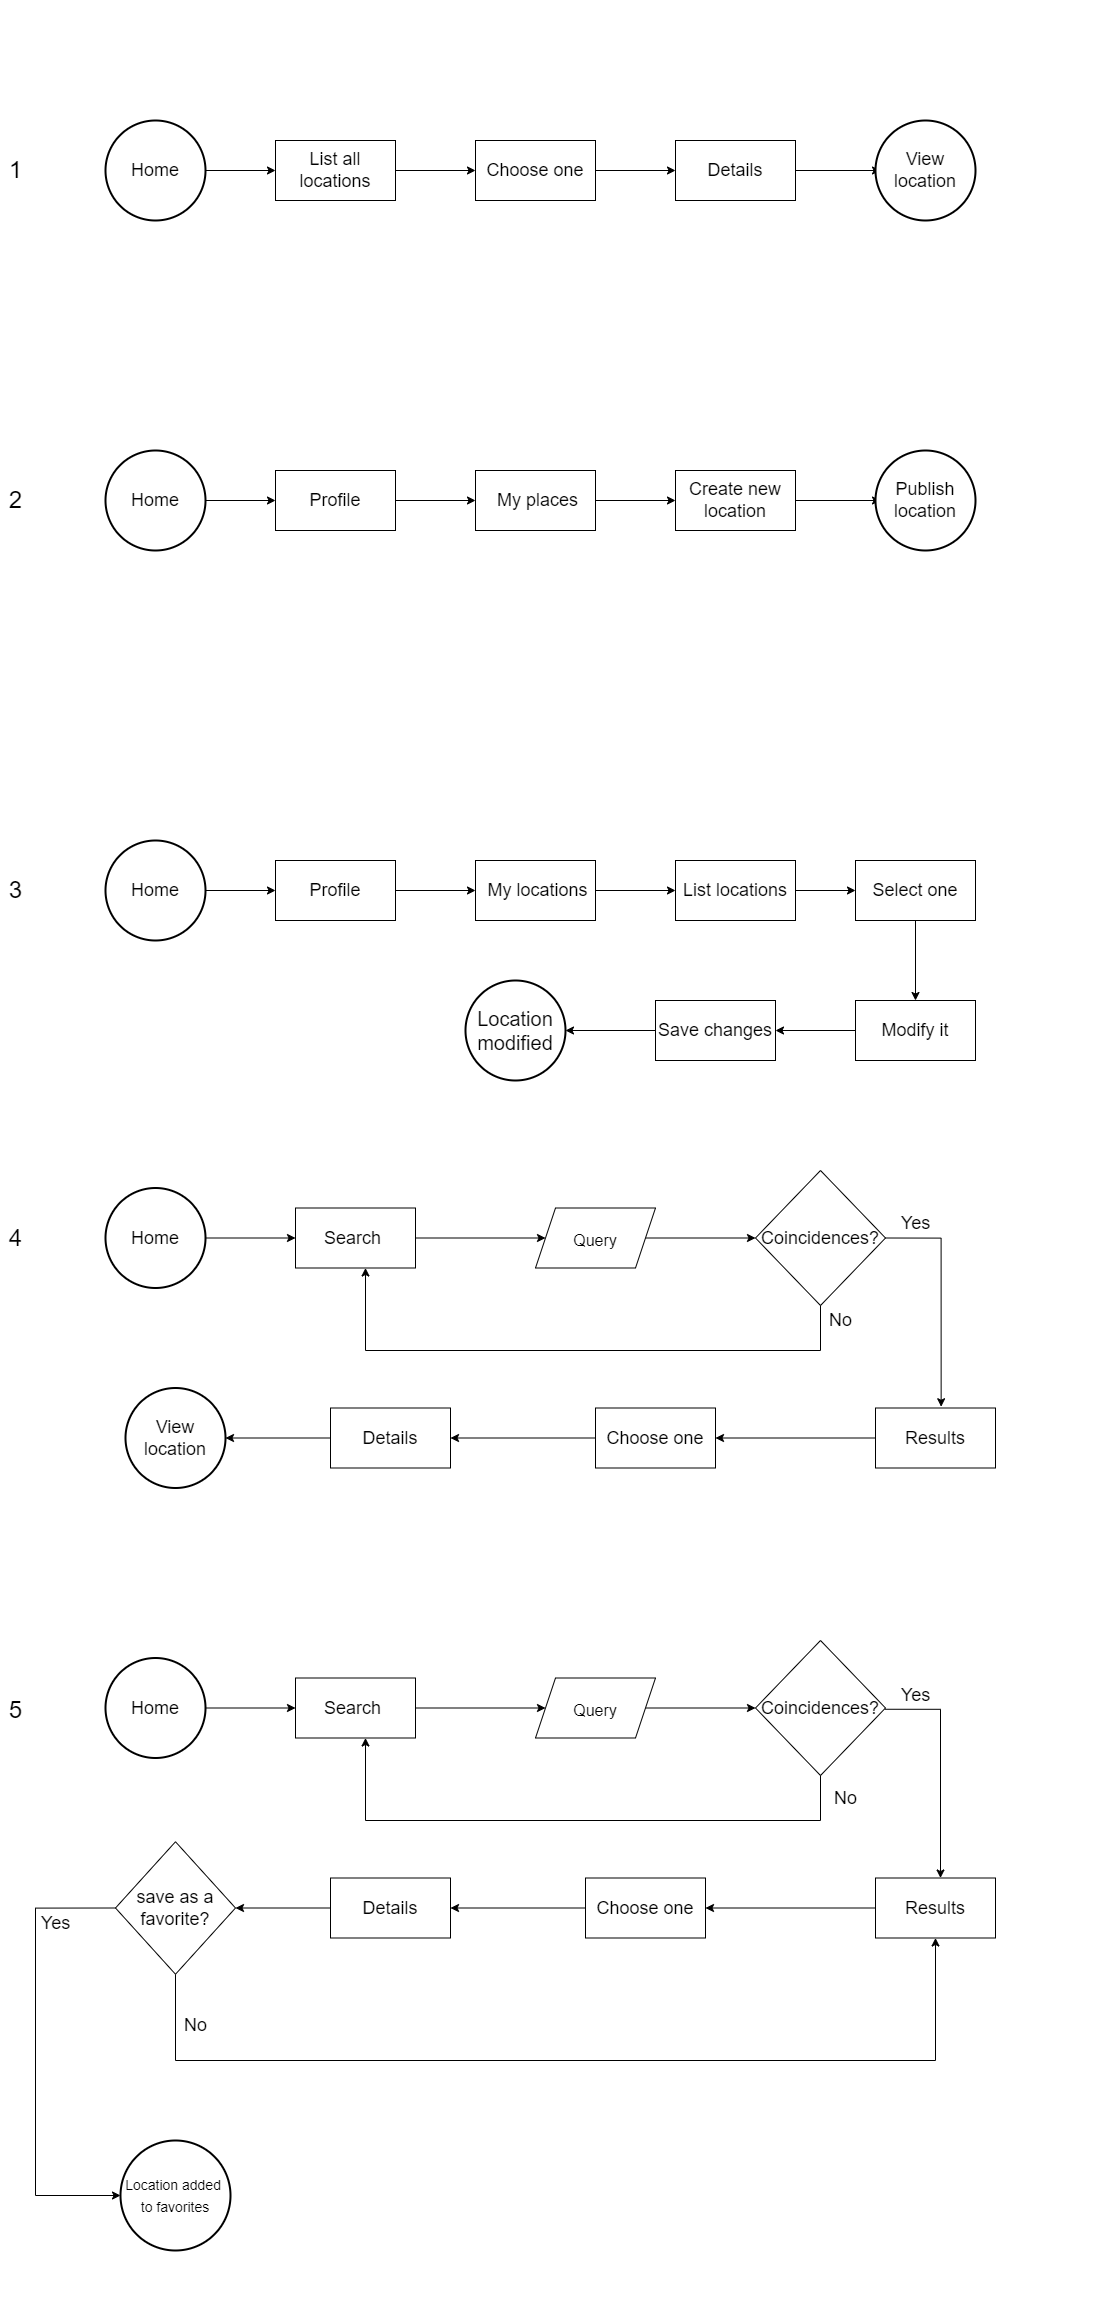 1
Home
List all
locations
Choose one
Details
View
location
2
Home
Profile
My places
Create new
location
Publish
location
3
Home
Profile
My locations
List locations
Select one
Location
modified
Save changes
Modify it
4
Home
Search
Query
Coincidences?
Yes
No
View
location
Details
Choose one
Results
5
Home
Search
Query
Coincidences?
Yes
No
save as a
favorite?
Details
Choose one
Results
Yes
No
Location added
to favorites